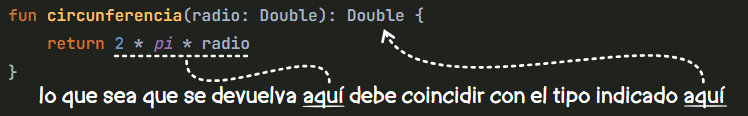 fun circunferencia(radio: Double): Double {
return 2 * pi * radio
}
lo que sea que se devuelva aquí debe coincidir con el tipo indicado aquí